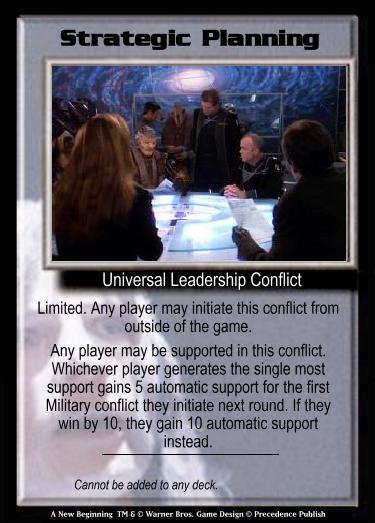 Strategic Planning
Universal Leadership Conflict
Limited. Any player may initiate this conflict from
outside of the game.
Any player may be supported in this conflict.
Whichever player generates the single most
support gains 5 automatic support for the first
Military conflict they initiate next round. If they
win by 10, they gain 10 automatic support
instead.
Cannot be added to any deck.
A New Beginning TM & © Warner Bros. Game Design © Precedence Publish